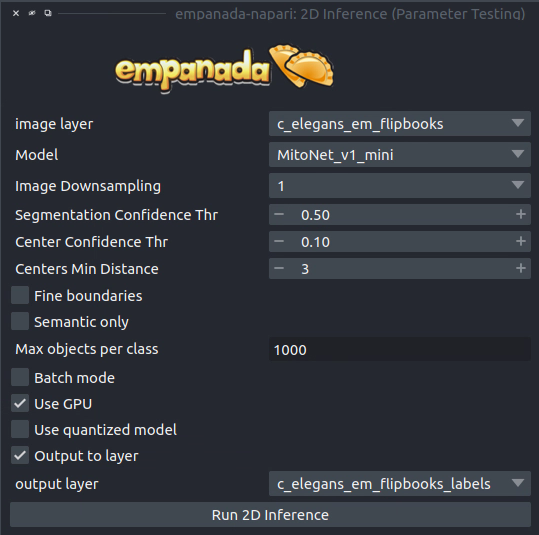 empanada-napari: 2D Inference (Parameter Testing)
empanada
image layer c_elegans_em_flipbooks
Model MitoNet_v1_mini
Image Downsampling 1
Segmentation Confidence Thr − 0.50 +
Center Confidence Thr − 0.10 +
Centers Min Distance − 3 +
Fine boundaries
Semantic only
Max objects per class 1000
Batch mode
Use GPU
Use quantized model
Output to layer
output layer c_elegans_em_flipbooks_labels
Run 2D Inference